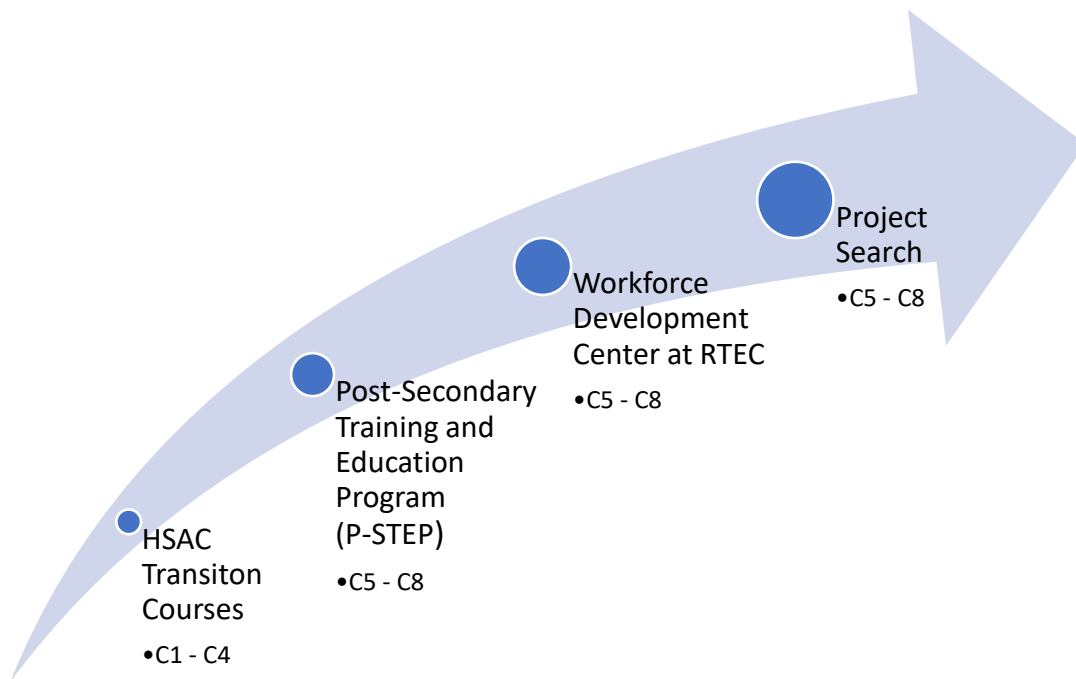 HSAC
Transiton
Courses
•C1 - C4
Post-Secondary
Training and
Education
Program
(P-STEP)
•C5 - C8
Workforce
Development
Center at RTEC
•C5 - C8
Project
Search
•C5 - C8